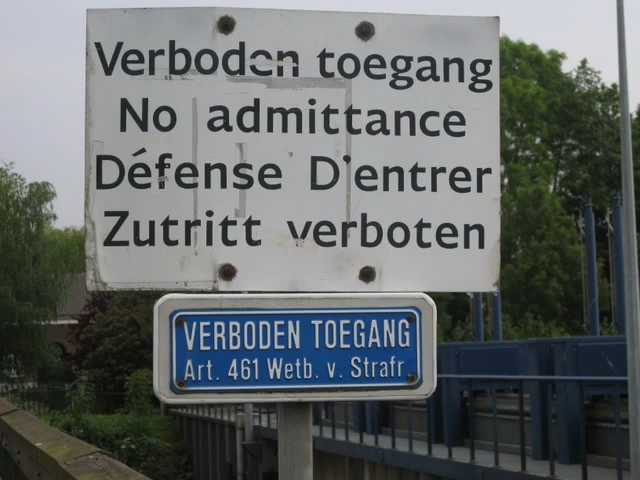 Verboden toegang
No admittance
Défense D'entrer
Zutritt verboten
VERBODEN TOEGANG
Art. 461 Wetb. v. Strafr.